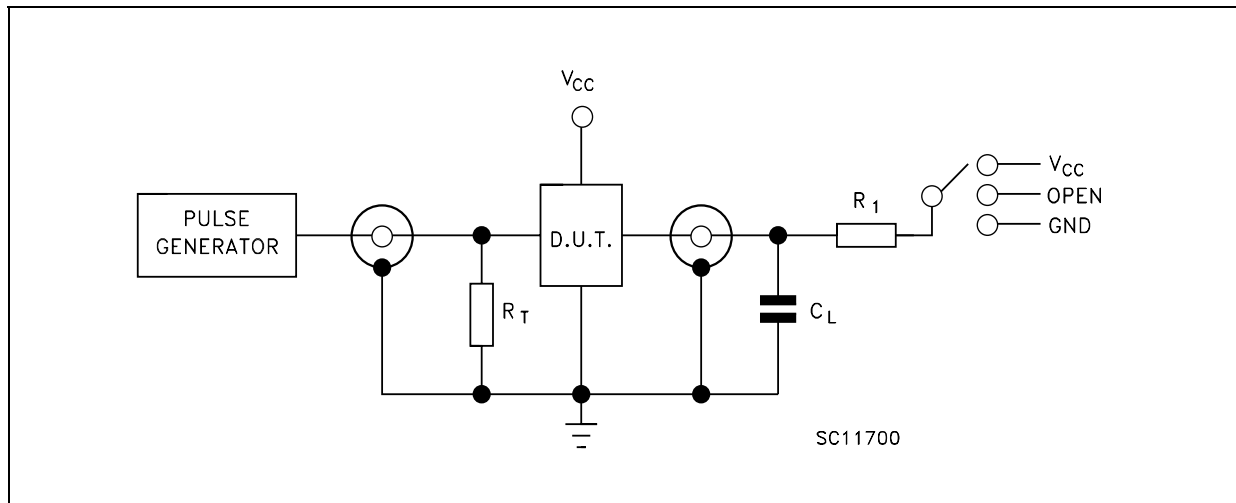 VCC
PULSE
GENERATOR
D.U.T.
RT
CL
R1
VCC
OPEN
GND
SC11700